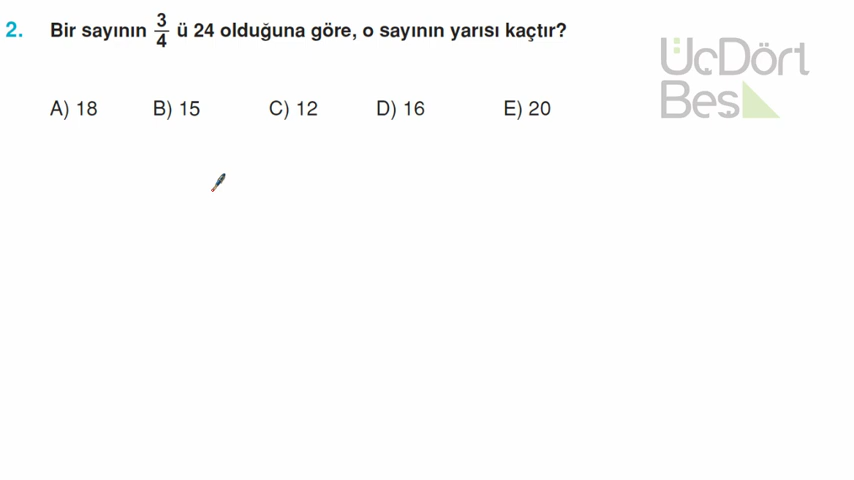 2. Bir sayının 3/4 ü 24 olduğuna göre, o sayının yarısı kaçtır?
A) 18 B) 15 C) 12 D) 16 E) 20
ÜçDört
Beş